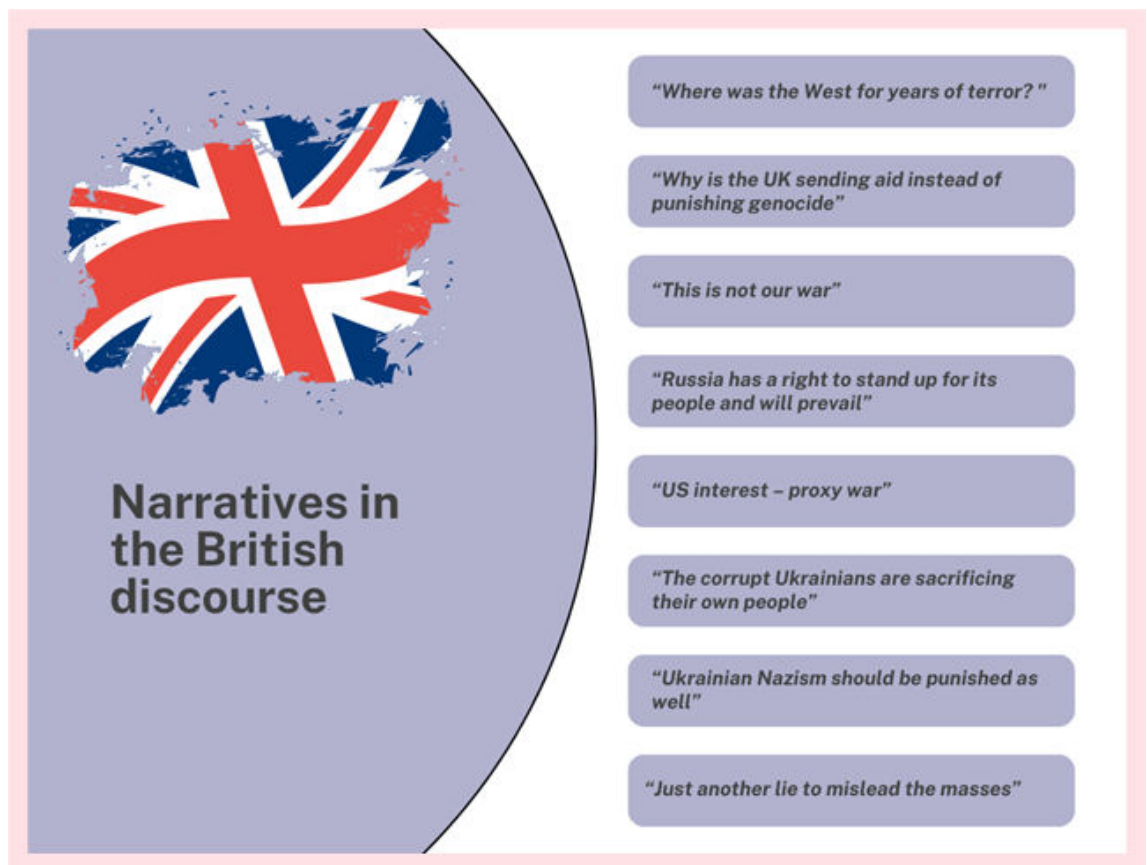 Narratives in
the British
discourse
“Where was the West for years of terror? ”
“Why is the UK sending aid instead of
punishing genocide”
“This is not our war”
“Russia has a right to stand up for its
people and will prevail”
“US interest – proxy war”
“The corrupt Ukrainians are sacrificing
their own people”
“Ukrainian Nazism should be punished as
well”
“Just another lie to mislead the masses”